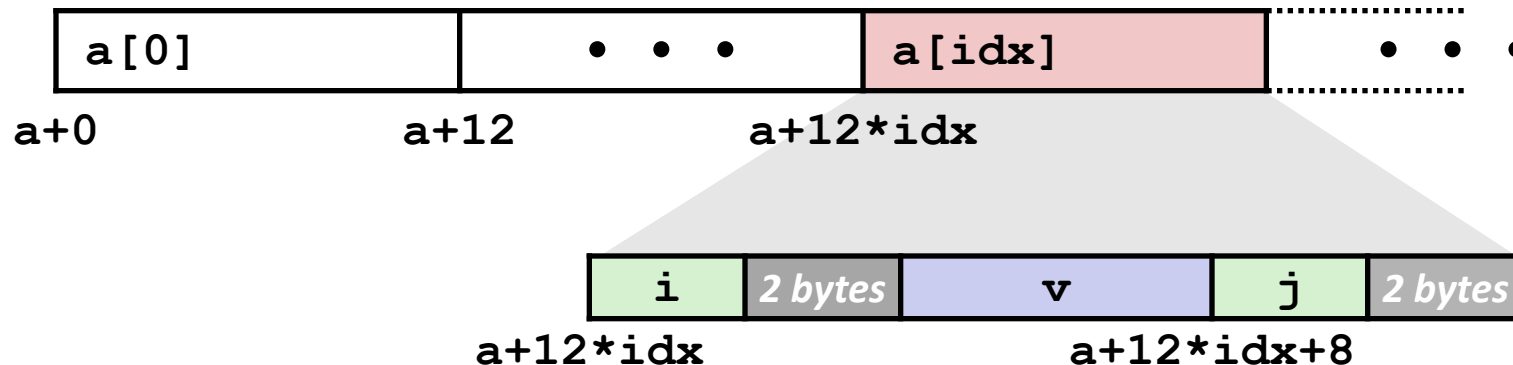 a[0] • • • a[idx] • • •
a+0 a+12 a+12*idx
i 2 bytes v j 2 bytes
a+12*idx a+12*idx+8